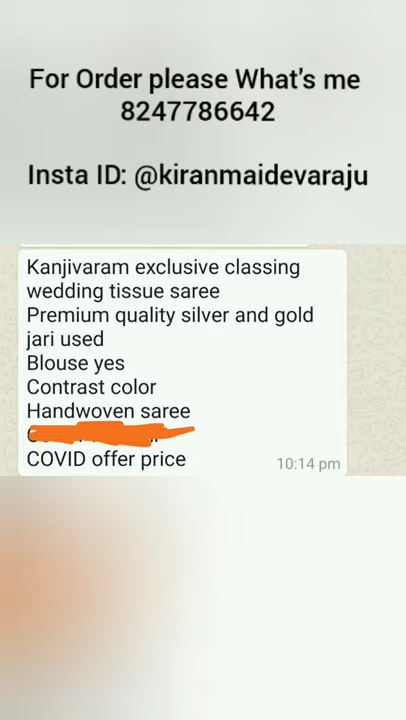 For Order please What's me
8247786642
Insta ID: @kiranmaidevaraju
Kanjivaram exclusive classing
wedding tissue saree
Premium quality silver and gold
jari used
Blouse yes
Contrast color
Handwoven saree
COVID offer price
10:14 pm